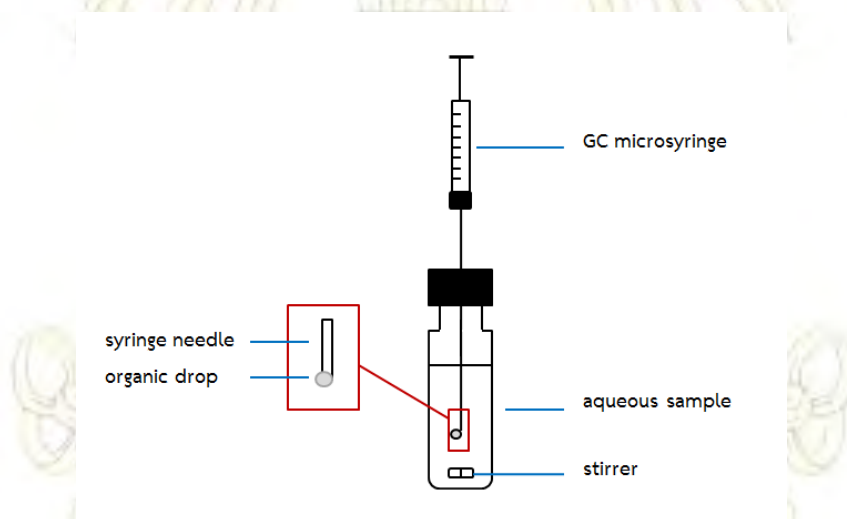 GC microsyringe
syringe needle
organic drop
aqueous sample
stirrer